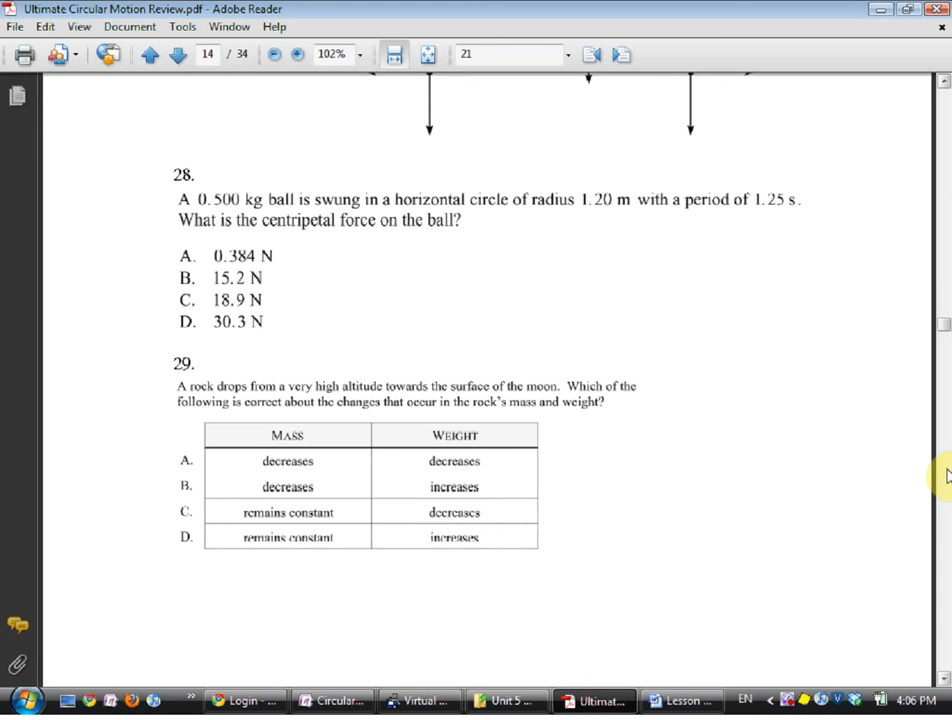 Ultimate Circular Motion Review.pdf - Adobe Reader
File Edit View Document Tools Window Help
14 / 34 102% 21
28.
A 0.500 kg ball is swung in a horizontal circle of radius 1.20 m with a period of 1.25 s.
What is the centripetal force on the ball?
A. 0.384 N
B. 15.2 N
C. 18.9 N
D. 30.3 N
29.
A rock drops from a very high altitude towards the surface of the moon. Which of the
following is correct about the changes that occur in the rock's mass and weight?
MASS WEIGHT
A. decreases decreases
B. decreases increases
C. remains constant decreases
D. remains constant increases
Login - ... Circular... Virtual ... Unit 5 ... Ultimat... Lesson ... EN 4:06 PM